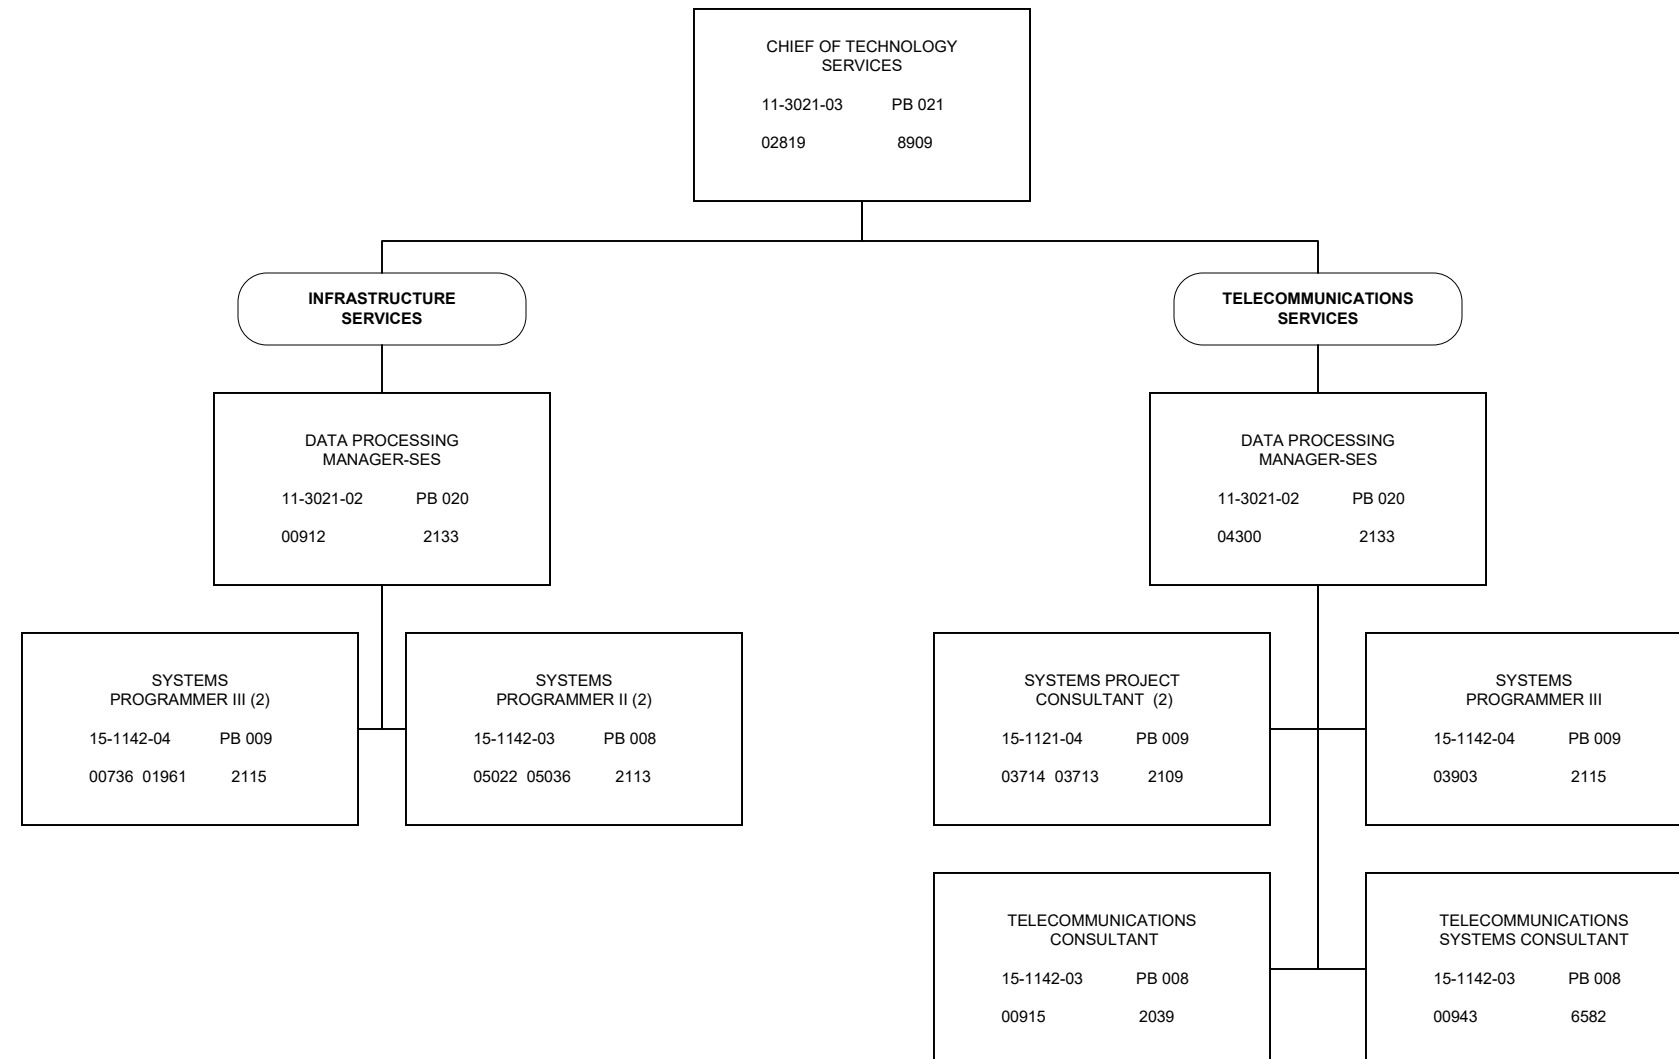 CHIEF OF TECHNOLOGY
SERVICES
11-3021-03 PB 021
02819 8909
INFRASTRUCTURE
SERVICES
DATA PROCESSING
MANAGER-SES
11-3021-02 PB 020
00912 2133
SYSTEMS
PROGRAMMER III (2)
15-1142-04 PB 009
00736 01961 2115
SYSTEMS
PROGRAMMER II (2)
15-1142-03 PB 008
05022 05036 2113
TELECOMMUNICATIONS
SERVICES
DATA PROCESSING
MANAGER-SES
11-3021-02 PB 020
04300 2133
SYSTEMS PROJECT
CONSULTANT (2)
15-1121-04 PB 009
03714 03713 2109
SYSTEMS
PROGRAMMER III
15-1142-04 PB 009
03903 2115
TELECOMMUNICATIONS
CONSULTANT
15-1142-03 PB 008
00915 2039
TELECOMMUNICATIONS
SYSTEMS CONSULTANT
15-1142-03 PB 008
00943 6582